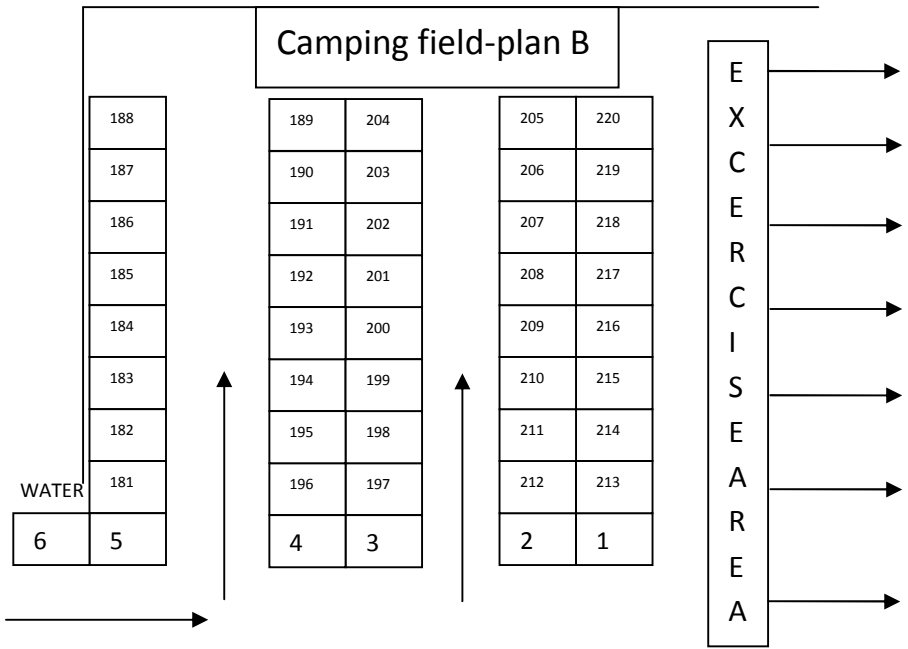 Camping field-plan B
188 189 204 205 220
187 190 203 206 219
186 191 202 207 218
185 192 201 208 217
184 193 200 209 216
183 194 199 210 215
182 195 198 211 214
WATER 181 196 197 212 213
6 5 4 3 2 1
E
X
C
E
R
C
I
S
E
A
R
E
A